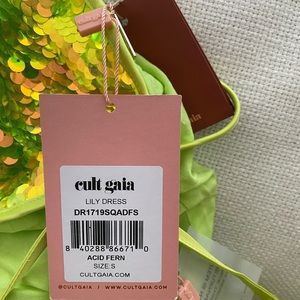 cult gaia
LILY DRESS
DR1719SQADFS
8 40288 86671 0
ACID FERN
SIZE:S
CULTGAIA.COM
@CULTGAIA / WWW.CULTGAIA.COM